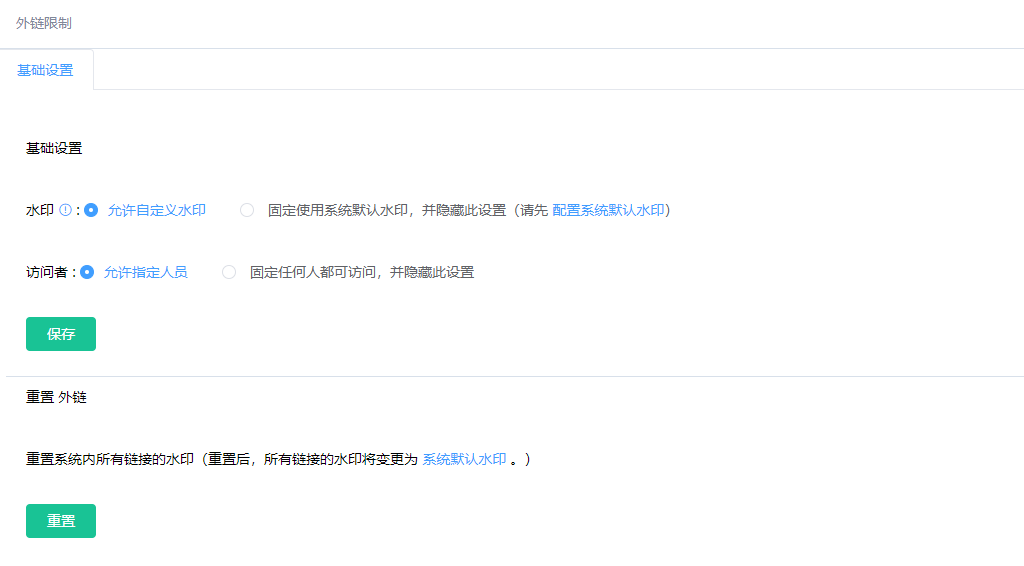 外链限制
基础设置
基础设置
水印 : 允许自定义水印 固定使用系统默认水印，并隐藏此设置（请先 配置系统默认水印）
访问者 : 允许指定人员 固定任何人都可访问，并隐藏此设置
保存
重置 外链
重置系统内所有链接的水印（重置后，所有链接的水印将变更为 系统默认水印 。）
重置